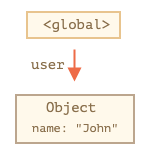 <global>
user
Object
name: "John"